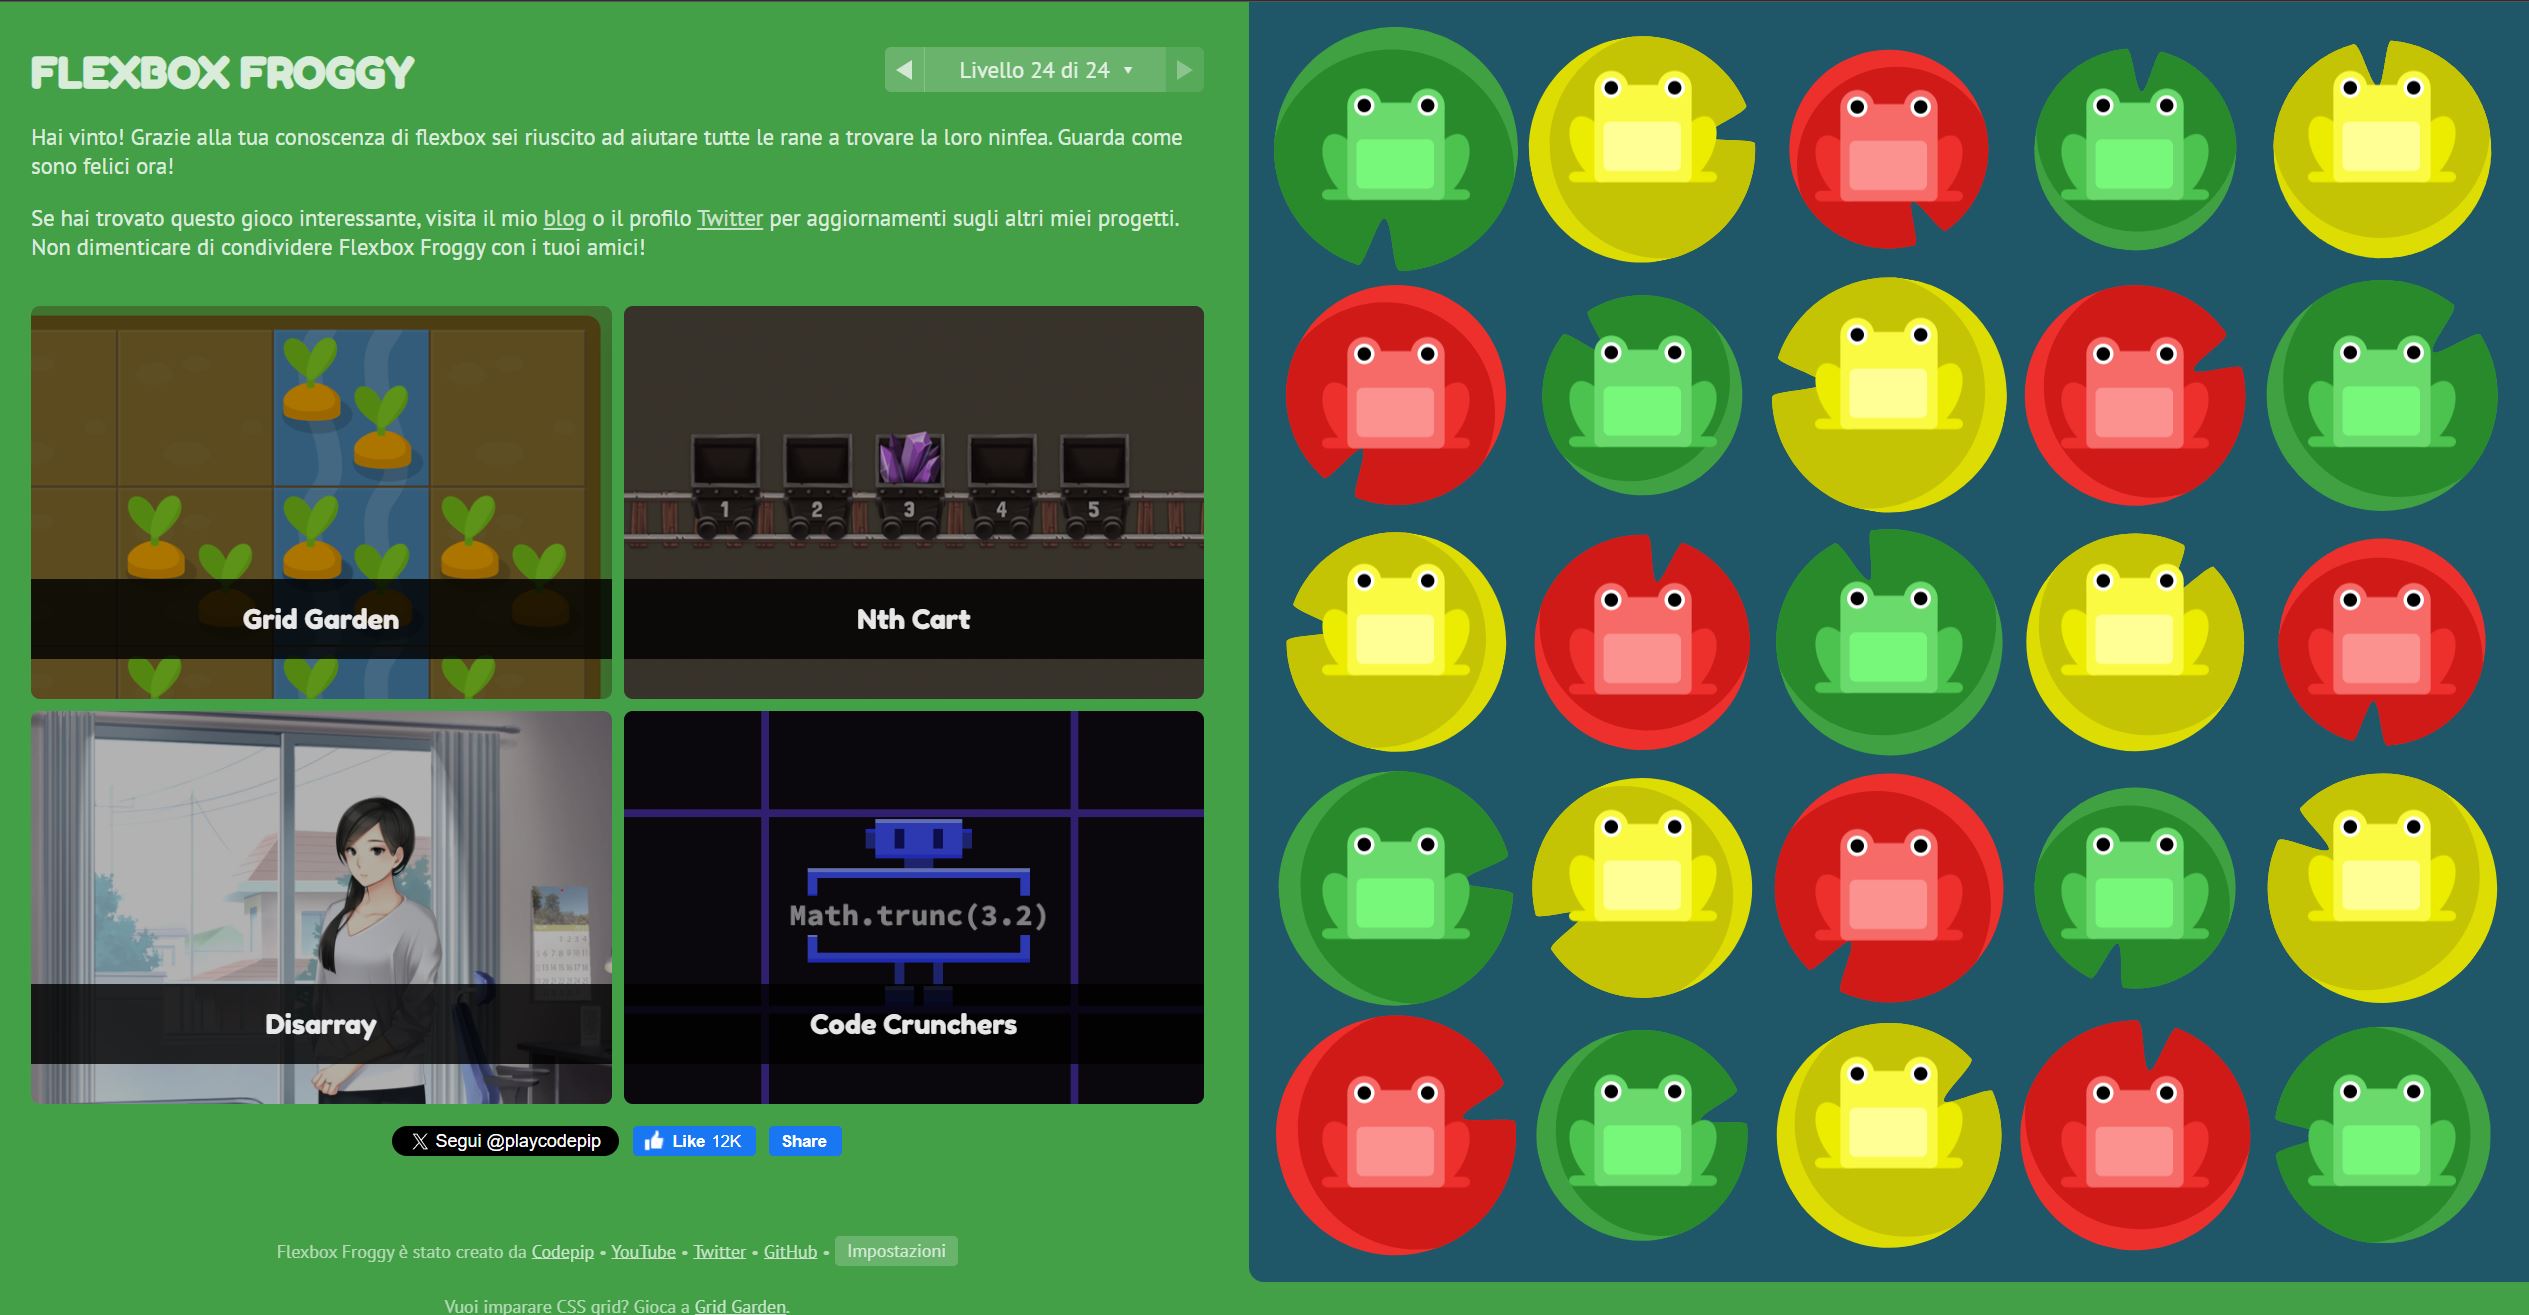 FLEXBOX FROGGY
Livello 24 di 24
Hai vinto! Grazie alla tua conoscenza di flexbox sei riuscito ad aiutare tutte le rane a trovare la loro ninfea. Guarda come
sono felici ora!
Se hai trovato questo gioco interessante, visita il mio blog o il profilo Twitter per aggiornamenti sugli altri miei progetti.
Non dimenticare di condividere Flexbox Froggy con i tuoi amici!
1 2 3 4 5
Grid Garden
Nth Cart
Math.trunc(3.2)
Disarray
Code Crunchers
Segui @playcodepip
Like 12K
Share
Flexbox Froggy è stato creato da Codepip • YouTube • Twitter • GitHub • Impostazioni
Vuoi imparare CSS grid? Gioca a Grid Garden.